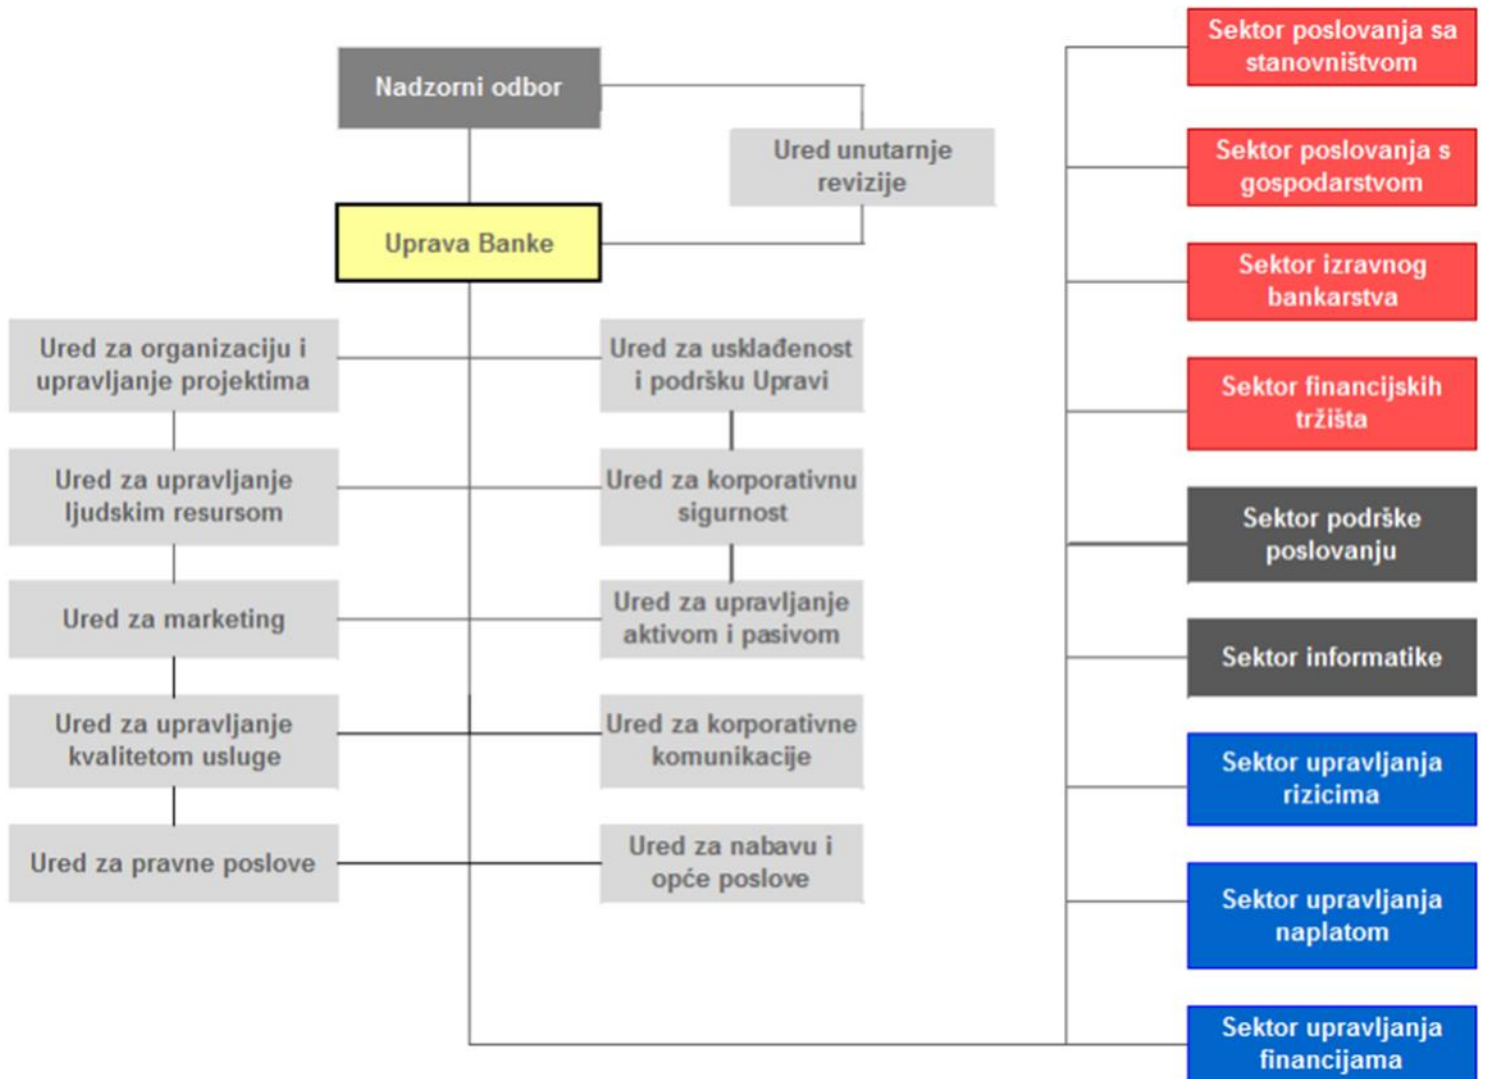 Nadzorni odbor
Ured unutarnje
revizije
Uprava Banke
Ured za organizaciju i
upravljanje projektima
Ured za usklađenost
i podršku Upravi
Ured za upravljanje
ljudskim resursom
Ured za korporativnu
sigurnost
Ured za marketing
Ured za upravljanje
aktivom i pasivom
Ured za upravljanje
kvalitetom usluge
Ured za korporativne
komunikacije
Ured za pravne poslove
Ured za nabavu i
opće poslove
Sektor poslovanja sa
stanovništvom
Sektor poslovanja s
gospodarstvom
Sektor izravnog
bankarstva
Sektor financijskih
tržišta
Sektor podrške
poslovanju
Sektor informatike
Sektor upravljanja
rizicima
Sektor upravljanja
naplatom
Sektor upravljanja
financijama